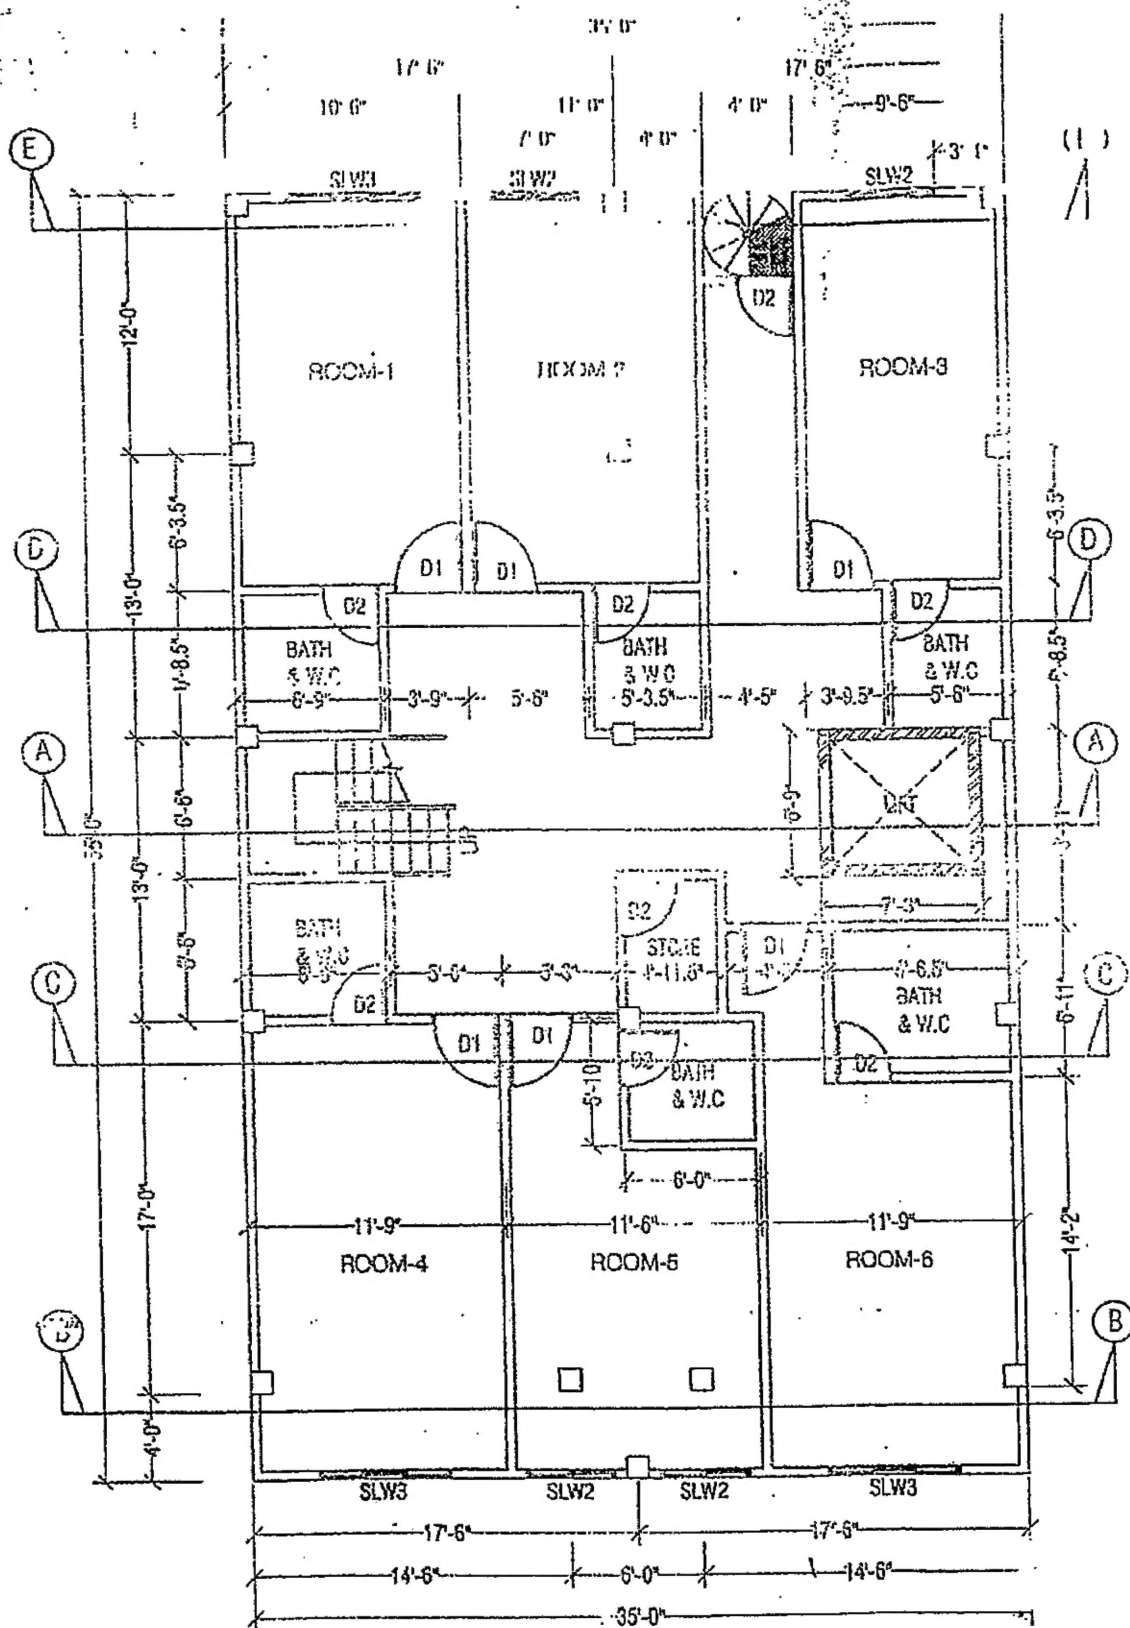 35'-0"
17'-6" 17'-6"
10'-6" 11'-0" 4'-0" 9'-6"
7'-0" 4'-0"
E 3'-1"
SLW3 SLW2 SLW2
D2
12'-0"
ROOM-1 ROOM-2 ROOM-3
6'-3.5" 6'-3.5"
D D
D1 D1 D1
13'-0"
D2 D2 D2
BATH BATH BATH
& W.C & W.C & W.C
6'-9" 3'-9" 5'-6" 5'-3.5" 4'-5" 3'-9.5" 5'-6"
A A
6'-6" 6'-9" LIFT
UP
13'-0"
7'-3"
D2
BATH STORE D1
& W.C
6'-6" 5'-0" 5'-3"
C C
D2 BATH
& W.C 6'-11"
D1 D1 D3 D2
5'-10" BATH
& W.C
6'-0"
17'-0" 14'-2"
11'-9" 11'-6" 11'-9"
ROOM-4 ROOM-5 ROOM-6
B
4'-0"
SLW3 SLW2 SLW2 SLW3
17'-6" 17'-6"
14'-6" 6'-0" 14'-6"
35'-0"